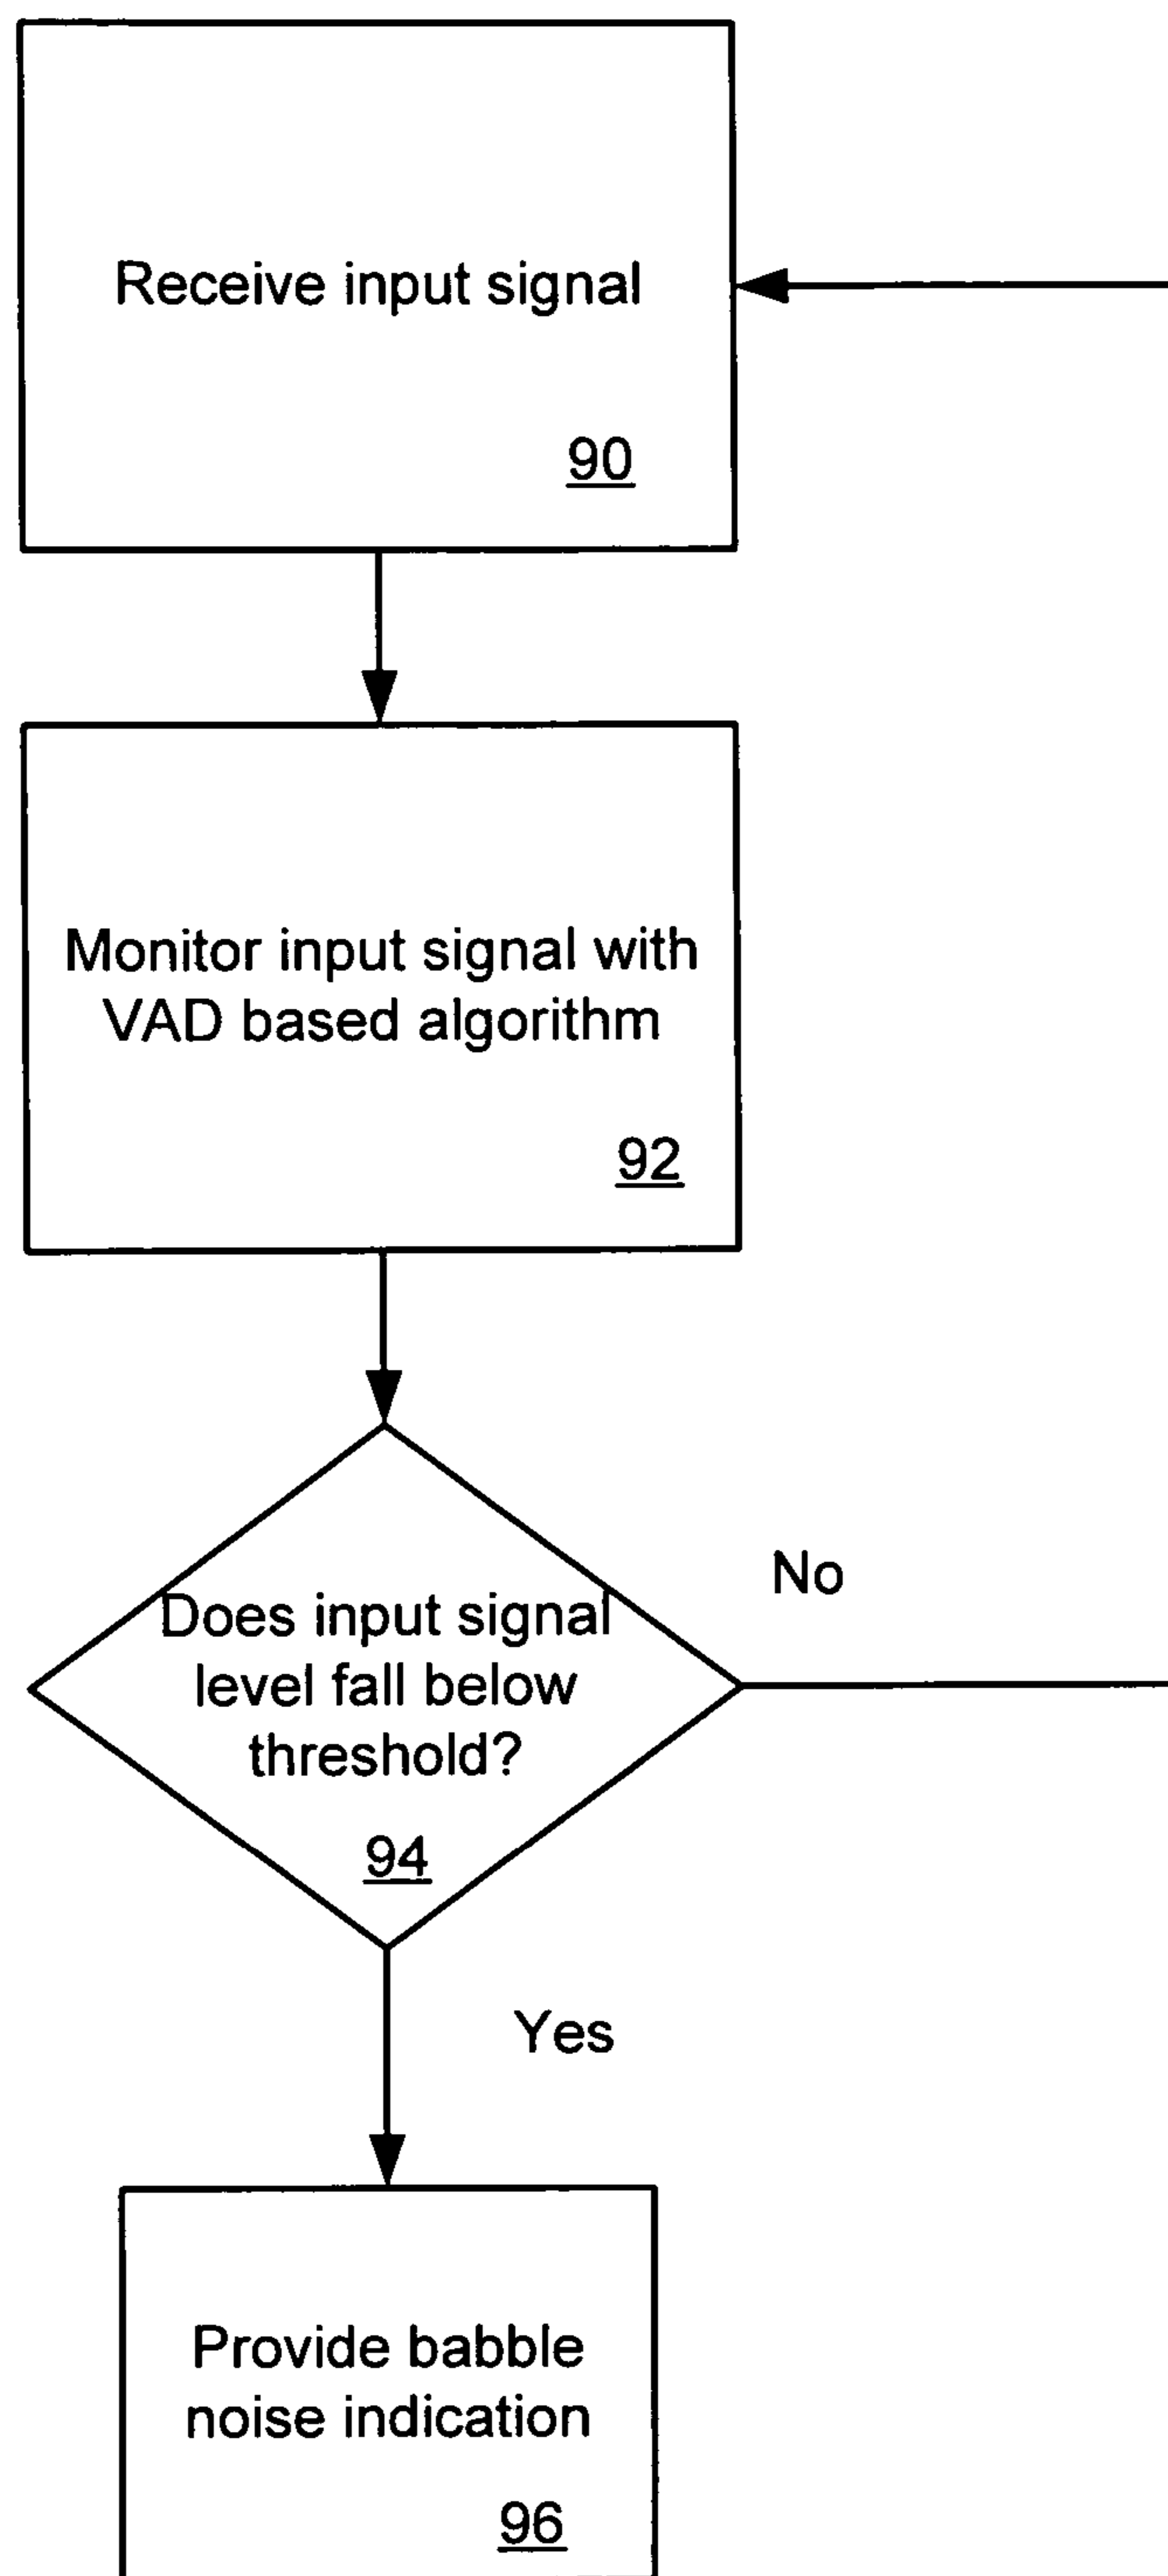 Receive input signal
90
Monitor input signal with
VAD based algorithm
92
Does input signal
level fall below
threshold?
94
No
Yes
Provide babble
noise indication
96